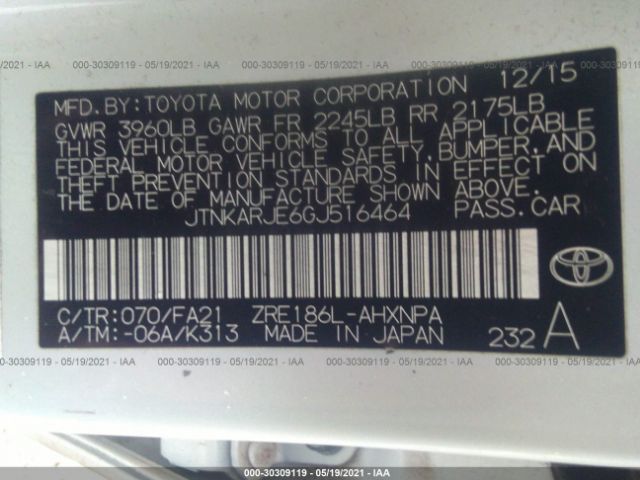 000-30309119 - 05/19/2021 - IAA
12/15
MFD.BY:TOYOTA MOTOR CORPORATION
GVWR 3960LB GAWR FR 2245LB RR 2175LB
THIS VEHICLE CONFORMS TO ALL APPLICABLE
FEDERAL MOTOR VEHICLE SAFETY,BUMPER,AND
THEFT PREVENTION STANDARDS IN EFFECT ON
THE DATE OF MANUFACTURE SHOWN ABOVE.
JTNKARJE6GJ516464 PASS.CAR
C/TR:070/FA21 ZRE186L-AHXNPA
A/TM:-06A/K313 MADE IN JAPAN 232 A
000-30309119 - 05/19/2021 - IAA